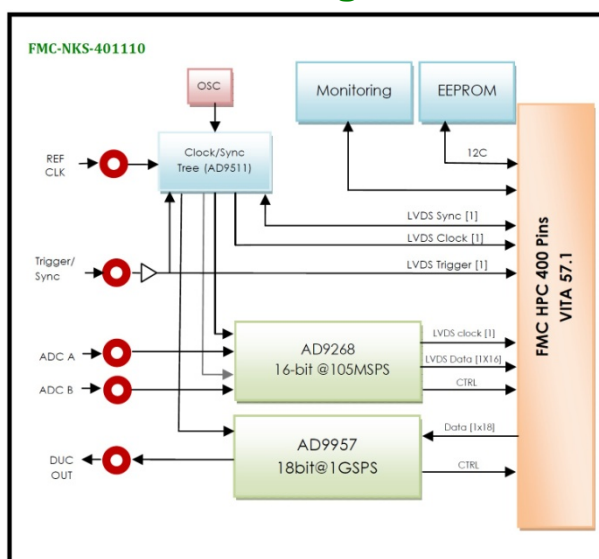 FMC-NKS-401110
OSC
Monitoring
EEPROM
REF
CLK
Clock/Sync
Tree (AD9511)
12C
LVDS Sync [1]
LVDS Clock [1]
Trigger/
Sync
LVDS Trigger [1]
FMC HPC 400 Pins
VITA 57.1
ADC A
ADC B
AD9268
16-bit @105MSPS
LVDS clock [1]
LVDS Data [1X16]
CTRL
DUC
OUT
AD9957
18bit@1GSPS
Data [1x18]
CTRL